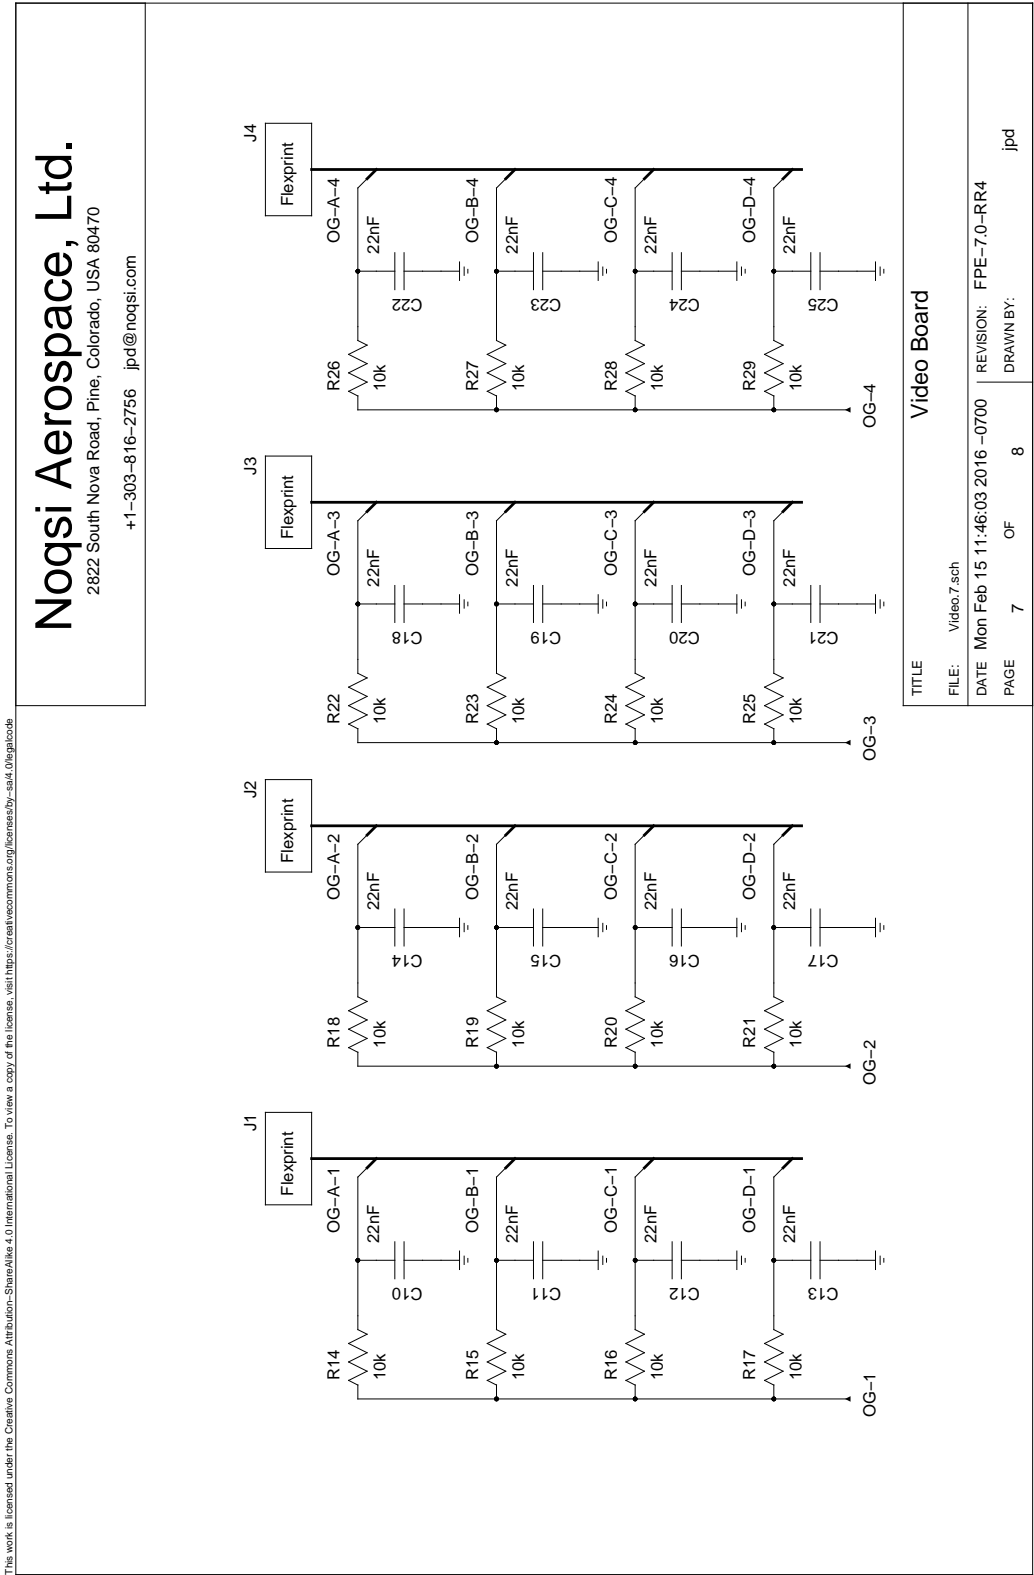 This work is licensed under the Creative Commons Attribution−ShareAlike 4.0 International License. To view a copy of the license, visit https://creativecommons.org/licenses/by−sa/4.0/legalcode
Noqsi Aerospace, Ltd.
2822 South Nova Road, Pine, Colorado, USA 80470
+1−303−816−2756 jpd@noqsi.com
J1
Flexprint
OG−A−1
R14
10k
22nF
C10
OG−B−1
R15
10k
22nF
C11
OG−C−1
R16
10k
22nF
C12
OG−D−1
R17
10k
22nF
C13
OG−1
J2
Flexprint
OG−A−2
R18
10k
22nF
C14
OG−B−2
R19
10k
22nF
C15
OG−C−2
R20
10k
22nF
C16
OG−D−2
R21
10k
22nF
C17
OG−2
J3
Flexprint
OG−A−3
R22
10k
22nF
C18
OG−B−3
R23
10k
22nF
C19
OG−C−3
R24
10k
22nF
C20
OG−D−3
R25
10k
22nF
C21
OG−3
J4
Flexprint
OG−A−4
R26
10k
22nF
C22
OG−B−4
R27
10k
22nF
C23
OG−C−4
R28
10k
22nF
C24
OG−D−4
R29
10k
22nF
C25
OG−4
TITLE
Video Board
FILE: Video.7.sch
DATE Mon Feb 15 11:46:03 2016 −0700
REVISION: FPE−7.0−RR4
PAGE 7 OF 8
DRAWN BY: jpd